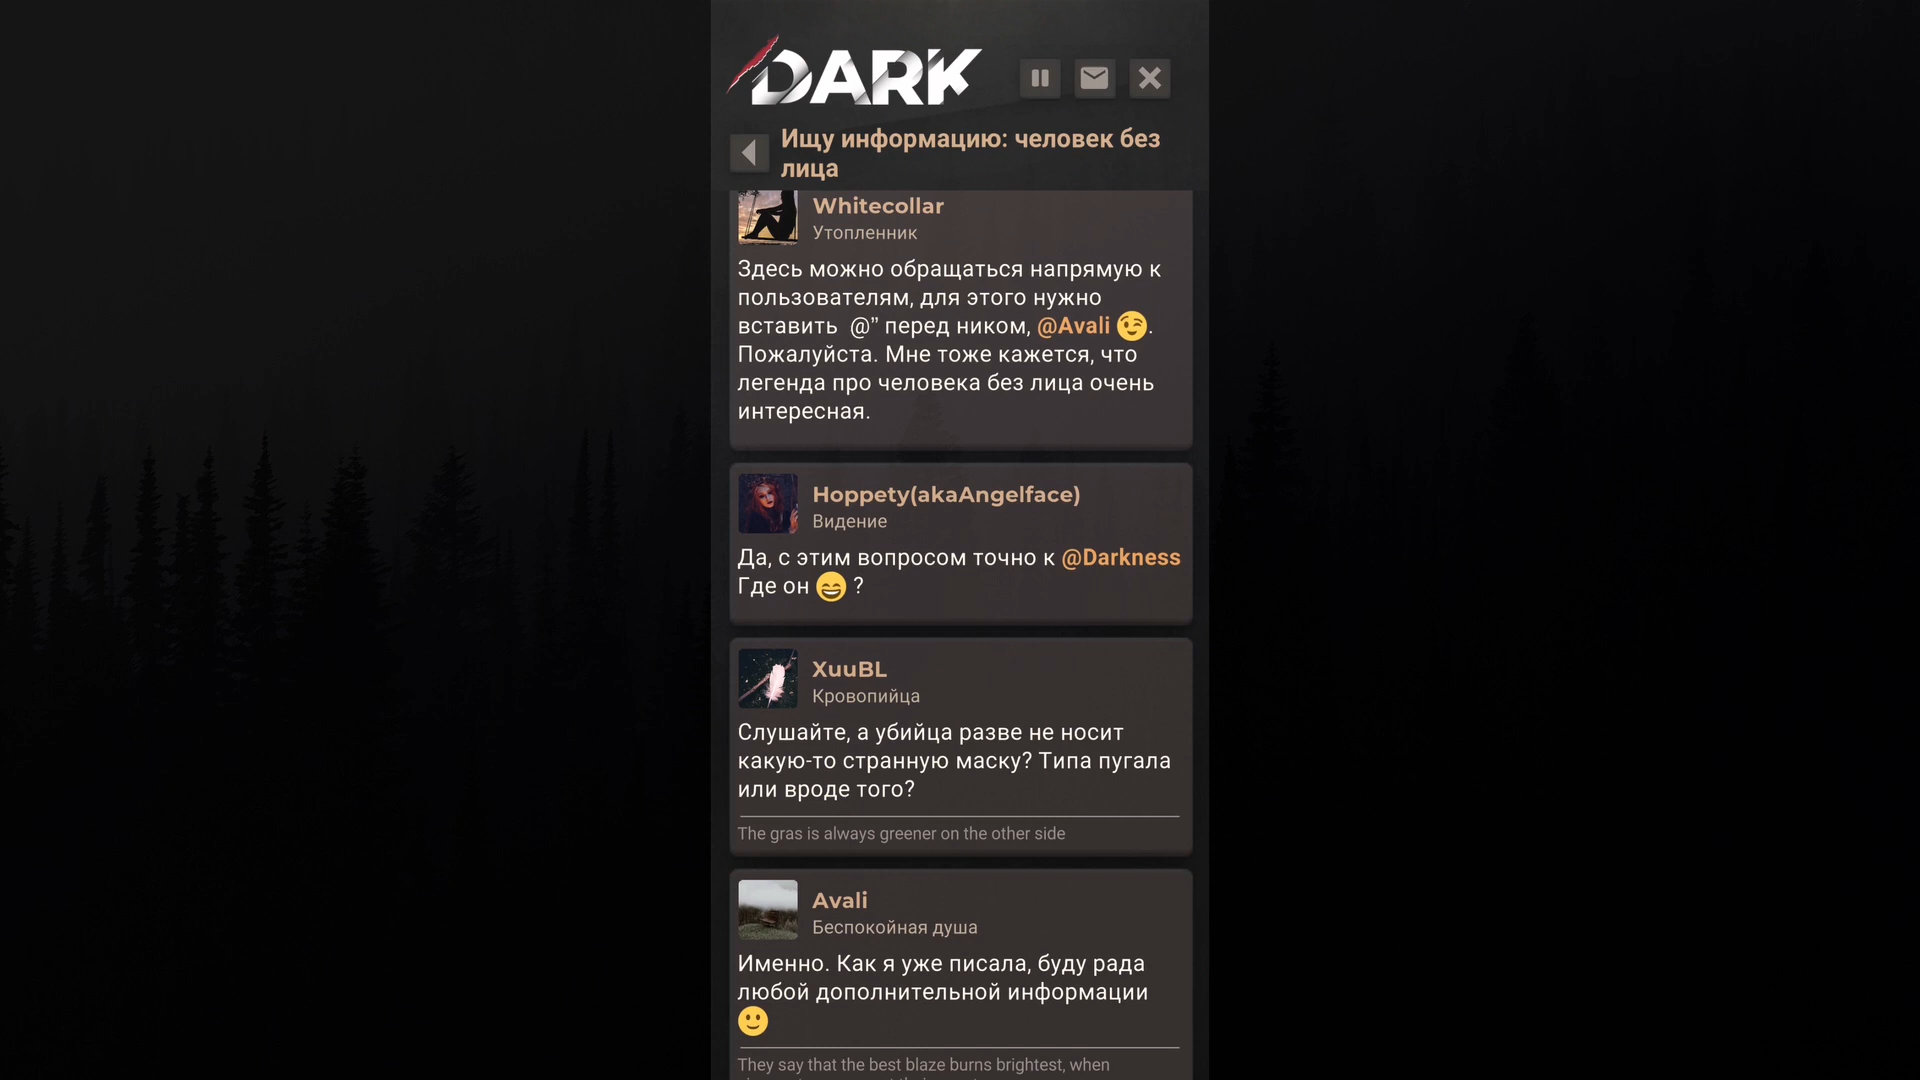 DARK
Ищу информацию: человек без
лица
Whitecollar
Утопленник
Здесь можно обращаться напрямую к
пользователям, для этого нужно
вставить  @” перед ником, @Avali 😉.
Пожалуйста. Мне тоже кажется, что
легенда про человека без лица очень
интересная.
Hoppety(akaAngelface)
Видение
Да, с этим вопросом точно к @Darkness
Где он 😄 ?
XuuBL
Кровопийца
Слушайте, а убийца разве не носит
какую-то странную маску? Типа пугала
или вроде того?
The gras is always greener on the other side
Avali
Беспокойная душа
Именно. Как я уже писала, буду рада
любой дополнительной информации
🙂
They say that the best blaze burns brightest, when